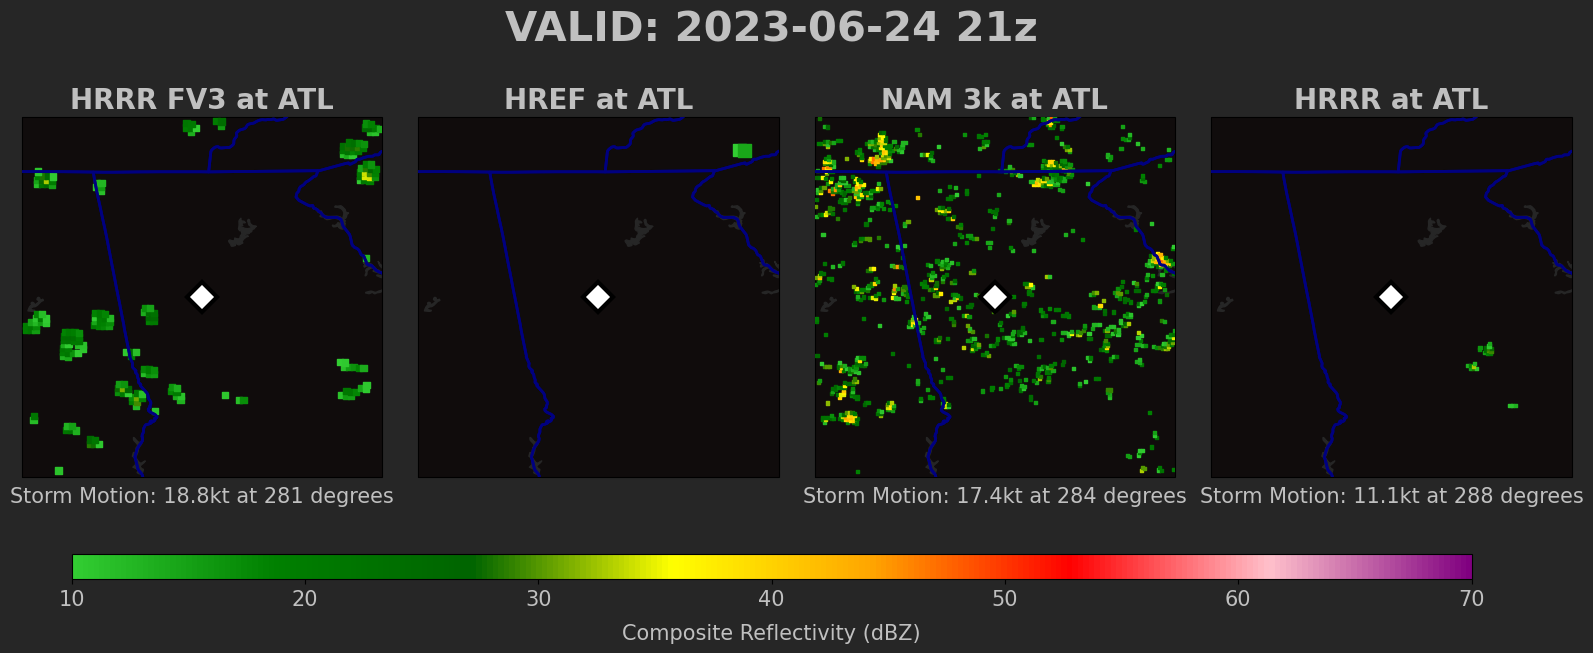 VALID: 2023-06-24 21z
HRRR FV3 at ATL
HREF at ATL
NAM 3k at ATL
HRRR at ATL
Storm Motion: 18.8kt at 281 degrees
Storm Motion: 17.4kt at 284 degrees
Storm Motion: 11.1kt at 288 degrees
10 20 30 40 50 60 70
Composite Reflectivity (dBZ)